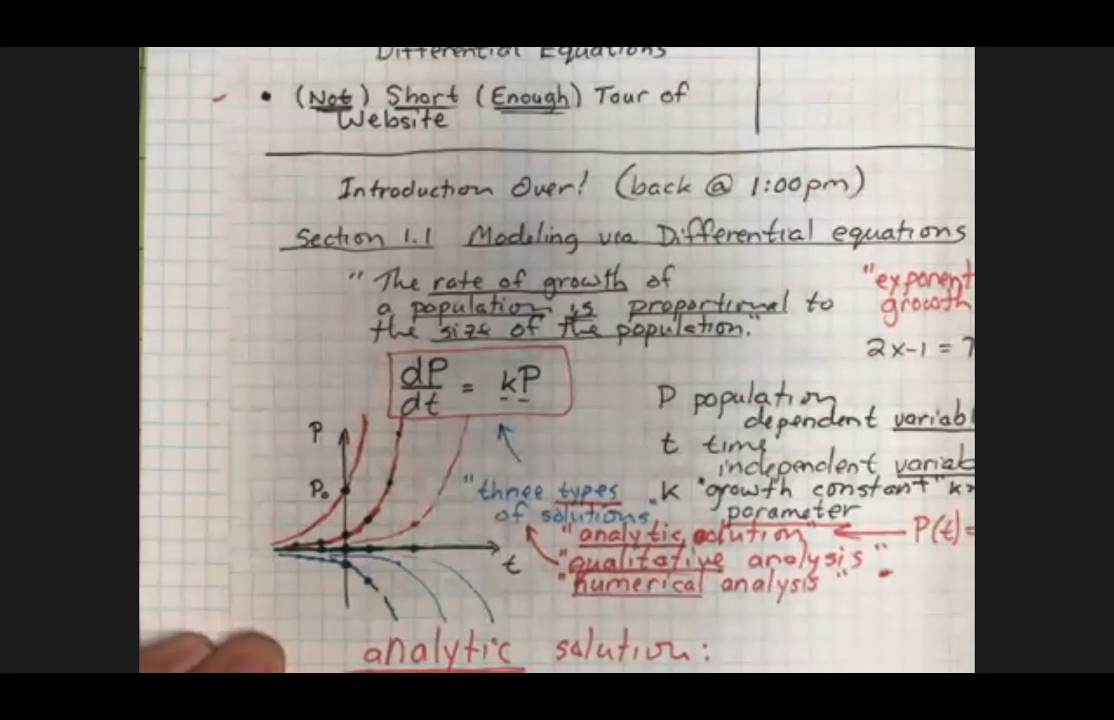 Differential Equations
• (Not) Short (Enough) Tour of
Website
Introduction Over! (back @ 1:00pm)
Section 1.1 Modeling via Differential equations
"The rate of growth of
a population is proportional to
the size of the population."
"exponent
growth
2x-1 = 7
dP/dt = kP
P population
dependent variabl
t time
independent variab
k "growth constant" k>
parameter
P
P₀
t
"three types
of solutions
"analytic solution" ← P(t)=
"qualitative analysis"
"numerical analysis"
analytic solution: